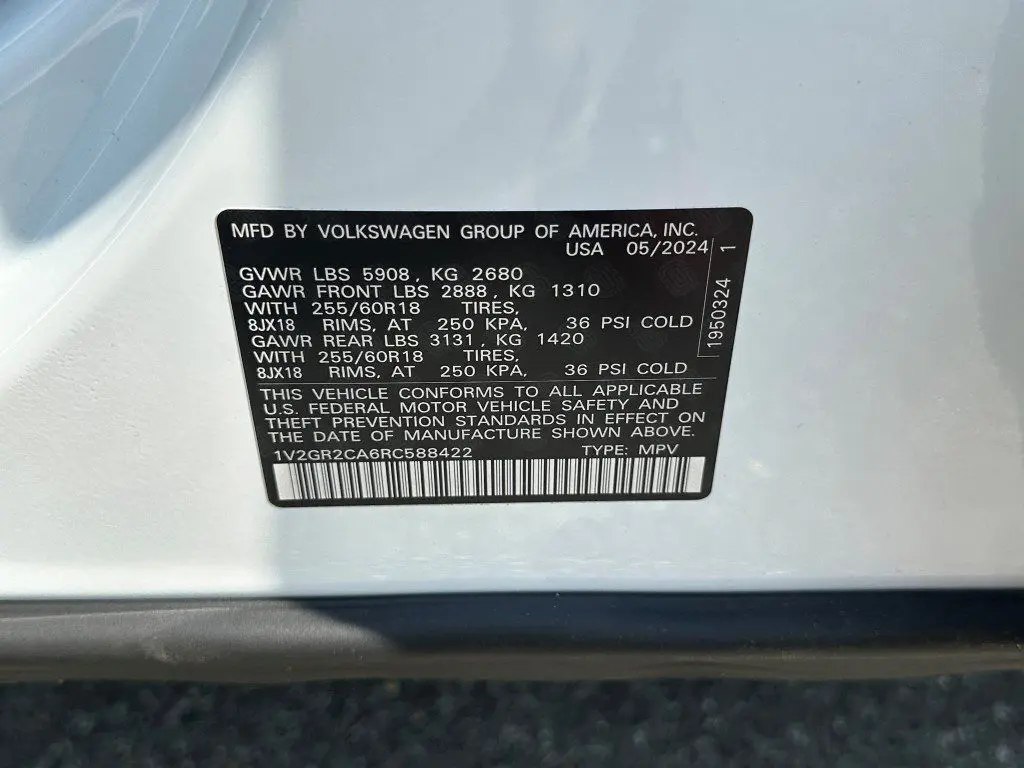 MFD BY VOLKSWAGEN GROUP OF AMERICA, INC.
USA 05/2024 1
GVWR LBS 5908, KG 2680
GAWR FRONT LBS 2888, KG 1310
WITH 255/60R18 TIRES,
8JX18 RIMS, AT 250 KPA, 36 PSI COLD
GAWR REAR LBS 3131, KG 1420
WITH 255/60R18 TIRES,
8JX18 RIMS, AT 250 KPA, 36 PSI COLD
1950324
THIS VEHICLE CONFORMS TO ALL APPLICABLE
U.S. FEDERAL MOTOR VEHICLE SAFETY AND
THEFT PREVENTION STANDARDS IN EFFECT ON
THE DATE OF MANUFACTURE SHOWN ABOVE.
1V2GR2CA6RC588422 TYPE: MPV